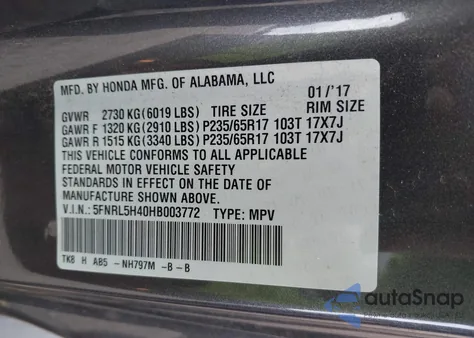 MFD. BY HONDA MFG. OF ALABAMA, LLC 01/'17
GVWR 2730 KG(6019 LBS) TIRE SIZE RIM SIZE
GAWR F 1320 KG(2910 LBS) P235/65R17 103T 17X7J
GAWR R 1515 KG(3340 LBS) P235/65R17 103T 17X7J
THIS VEHICLE CONFORMS TO ALL APPLICABLE
FEDERAL MOTOR VEHICLE SAFETY
STANDARDS IN EFFECT ON THE DATE OF
MANUFACTURE SHOWN ABOVE.
V.I.N.: 5FNRL5H40HB003772 TYPE: MPV
TK8 H AB5 -NH797M -B -B
autaSnap